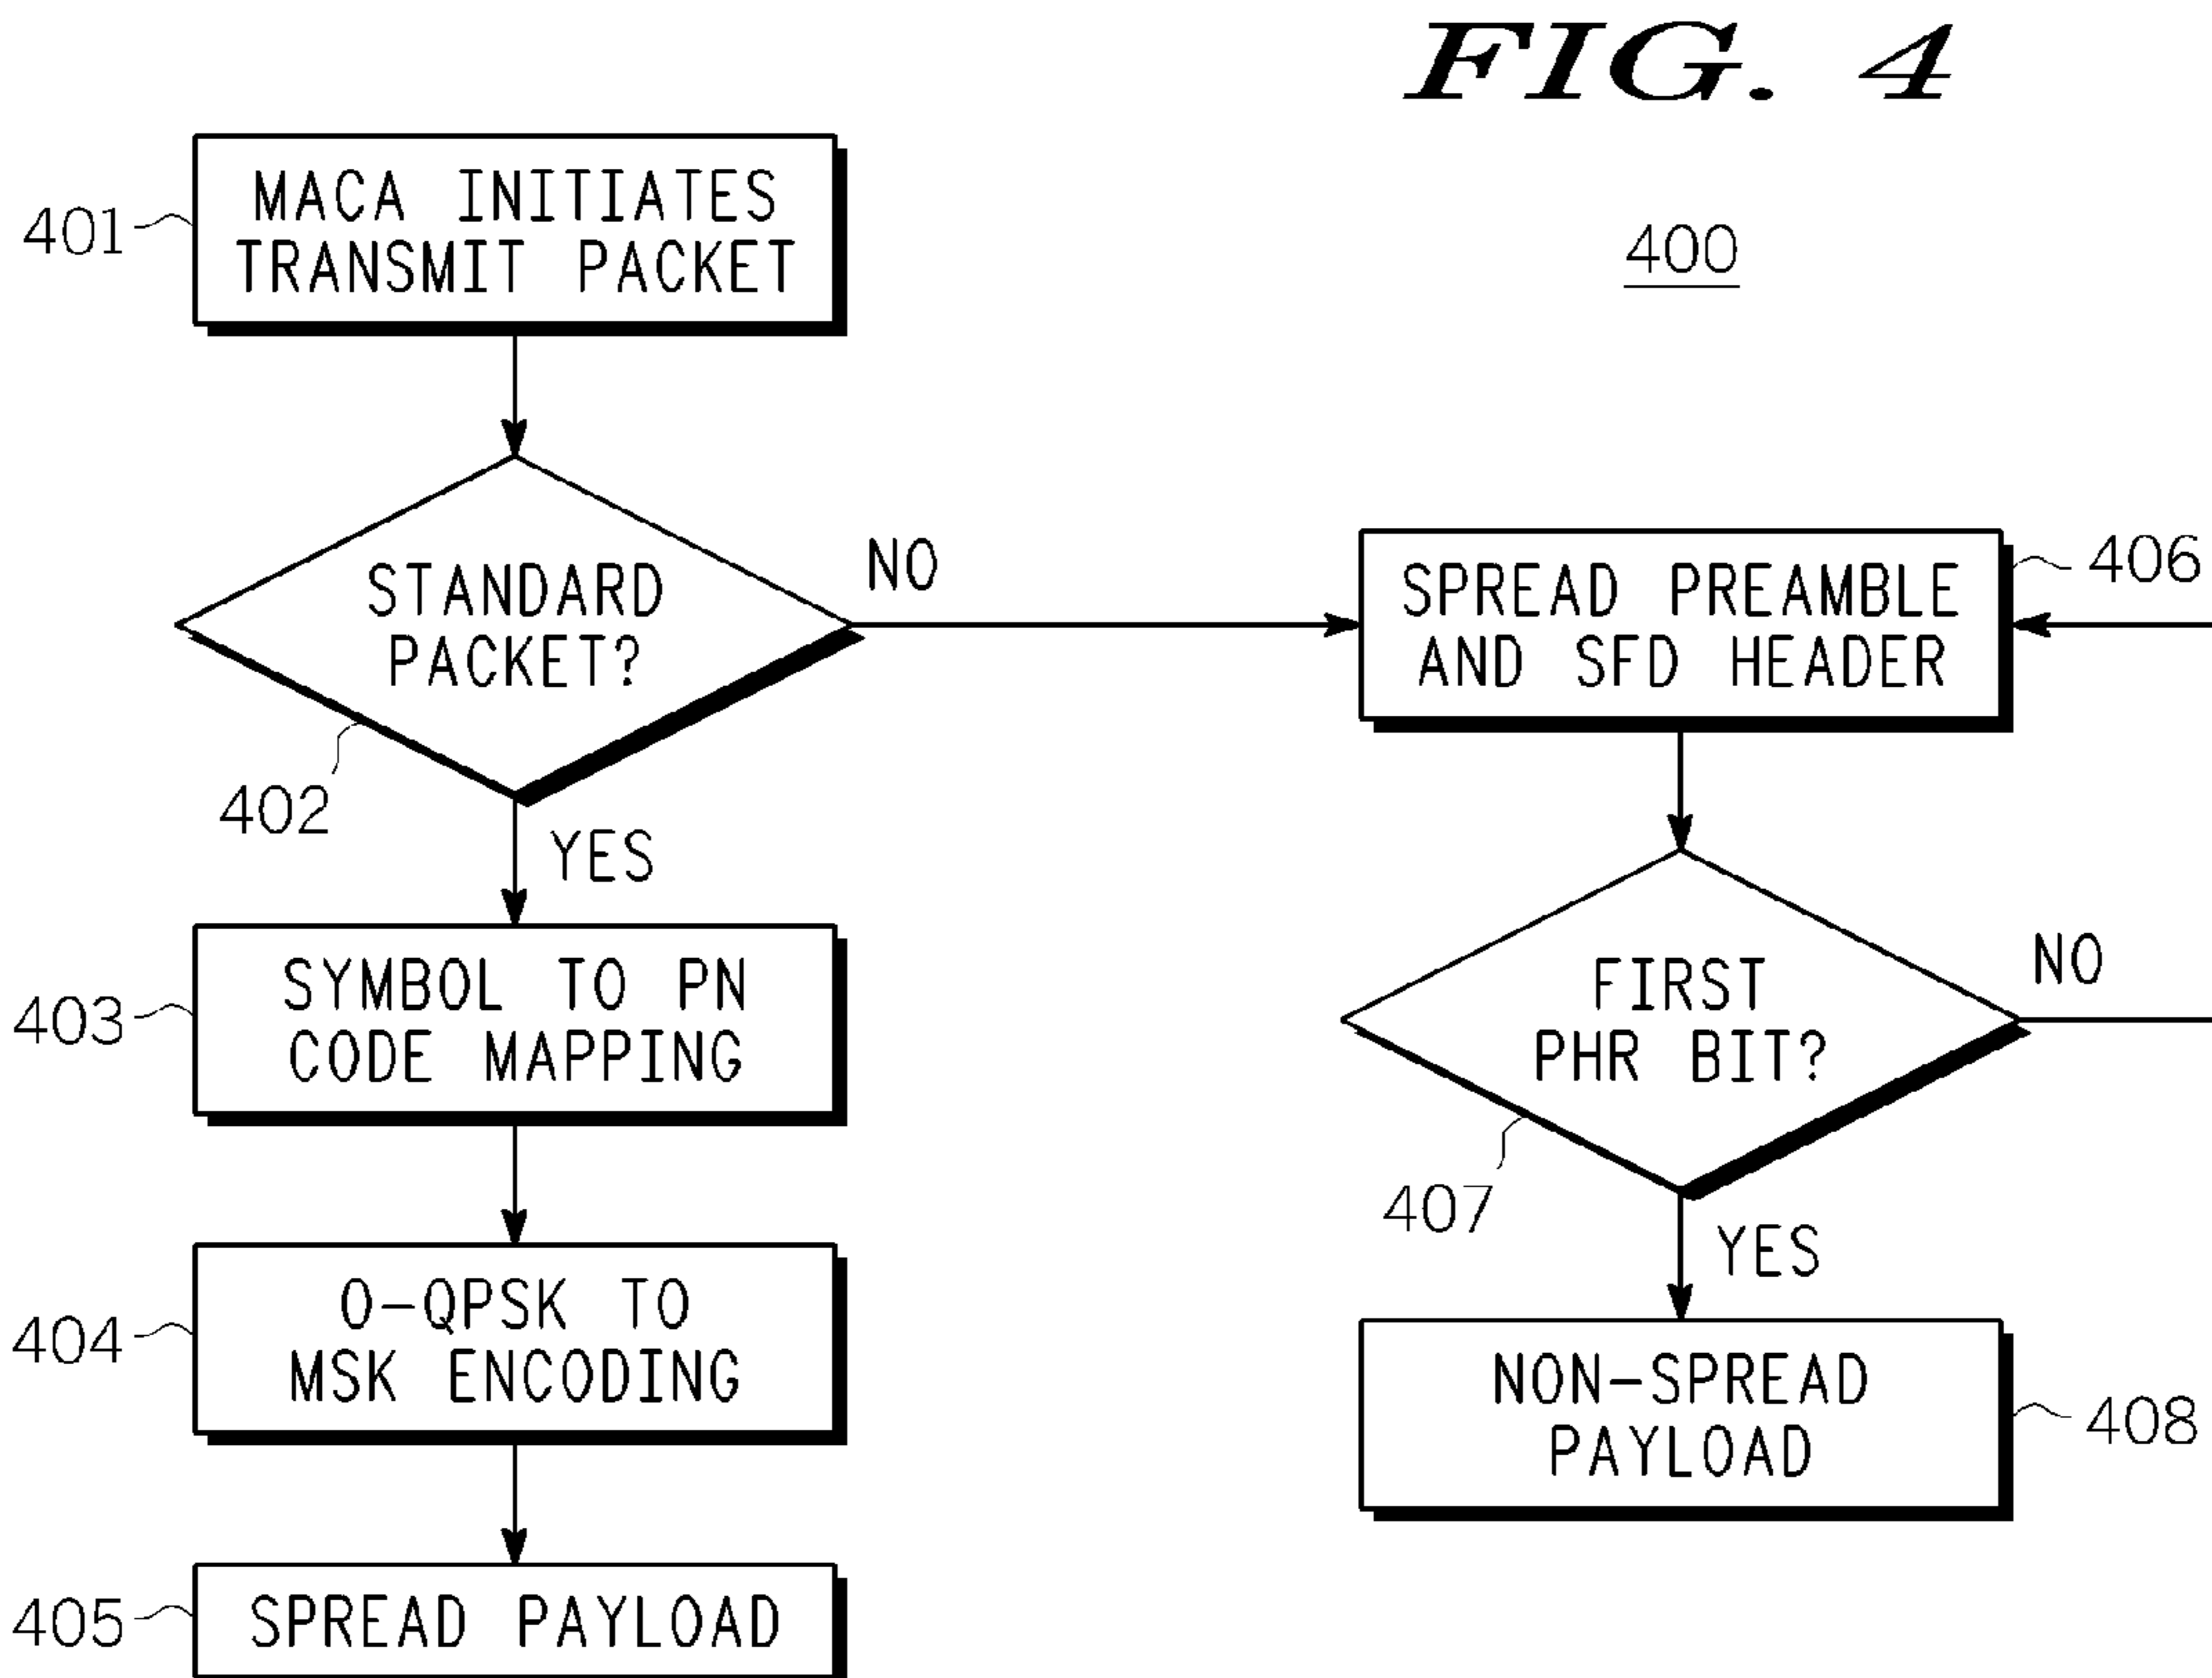 FIG. 4
400
401
MACA INITIATES
TRANSMIT PACKET
STANDARD
PACKET?
402
NO
YES
403
SYMBOL TO PN
CODE MAPPING
404
O-QPSK TO
MSK ENCODING
405
SPREAD PAYLOAD
SPREAD PREAMBLE
AND SFD HEADER
406
FIRST
PHR BIT?
407
NO
YES
NON-SPREAD
PAYLOAD
408